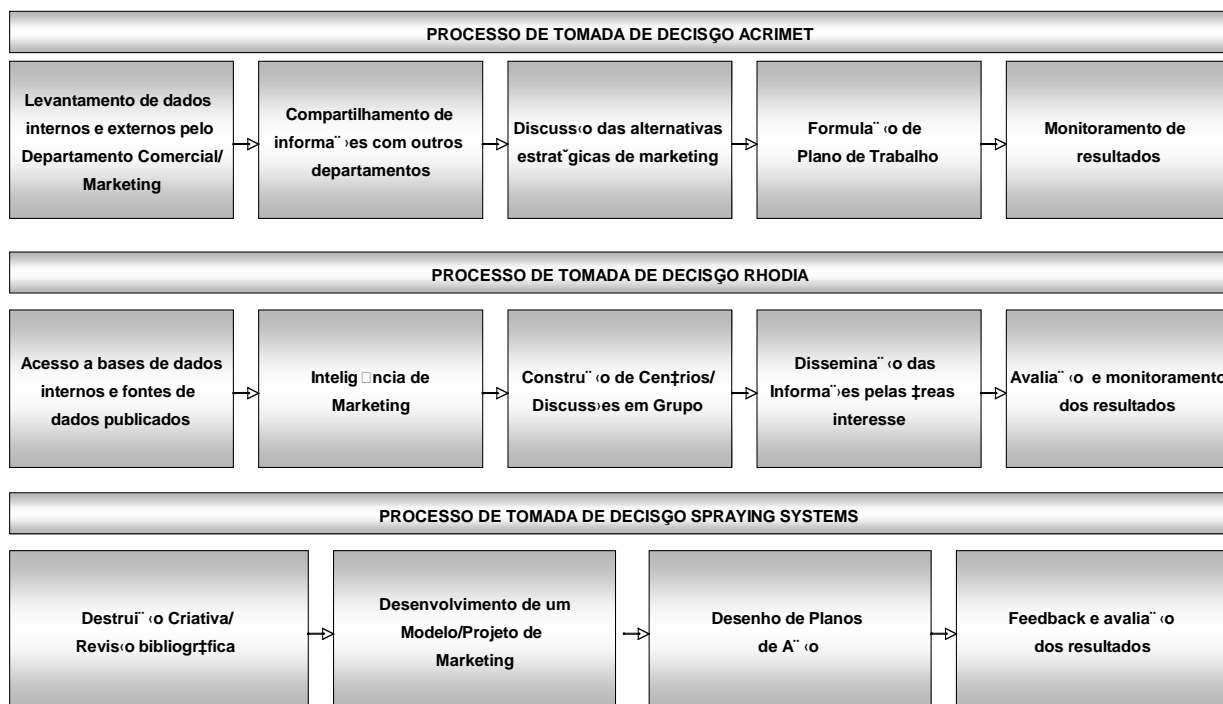 PROCESSO DE TOMADA DE DECISÇO ACRIMET
Levantamento de dados
internos e externos pelo
Departamento Comercial/
Marketing
Compartilhamento de
informa¨ ›es com outros
departamentos
Discuss‹o das alternativas
estratˇgicas de marketing
Formula¨ ‹o de
Plano de Trabalho
Monitoramento de
resultados
PROCESSO DE TOMADA DE DECISÇO RHODIA
Acesso a bases de dados
internos e fontes de
dados publicados
Intelig □ncia de
Marketing
Constru¨ ‹o de Cen‡rios/
Discuss›es em Grupo
Dissemina¨ ‹o das
Informa¨ ›es pelas ‡reas
interesse
Avalia¨ ‹o e monitoramento
dos resultados
PROCESSO DE TOMADA DE DECISÇO SPRAYING SYSTEMS
Destrui¨ ‹o Criativa/
Revis‹o bibliogr‡fica
Desenvolvimento de um
Modelo/Projeto de
Marketing
Desenho de Planos
de A¨ ‹o
Feedback e avalia¨ ‹o
dos resultados